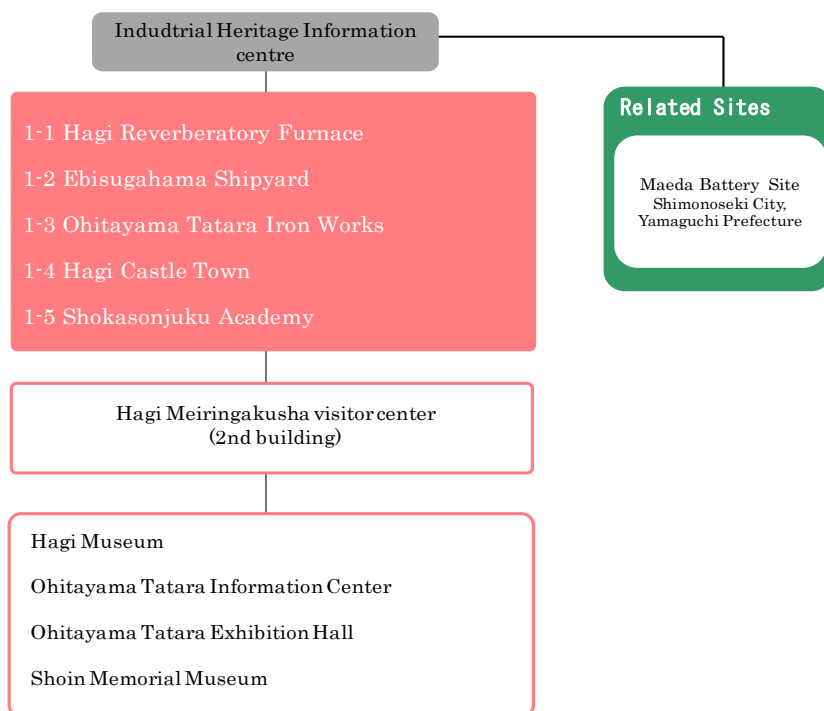 Indudtrial Heritage Information
centre
1-1 Hagi Reverberatory Furnace
1-2 Ebisugahama Shipyard
1-3 Ohitayama Tatara Iron Works
1-4 Hagi Castle Town
1-5 Shokasonjuku Academy
Related Sites
Maeda Battery Site
Shimonoseki City,
Yamaguchi Prefecture
Hagi Meiringakusha visitor center
(2nd building)
Hagi Museum
Ohitayama Tatara Information Center
Ohitayama Tatara Exhibition Hall
Shoin Memorial Museum